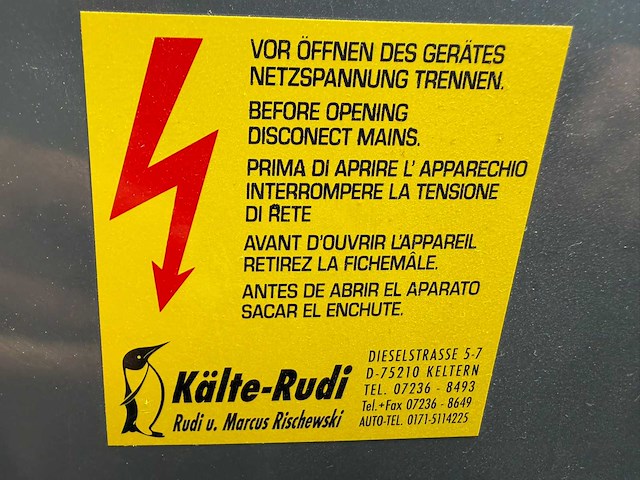 VOR ÖFFNEN DES GERÄTES
NETZSPANNUNG TRENNEN.
BEFORE OPENING
DISCONECT MAINS.
PRIMA DI APRIRE L' APPARECHIO
INTERROMPERE LA TENSIONE
DI RETE
AVANT D'OUVRIR L'APPAREIL
RETIREZ LA FICHEMÂLE.
ANTES DE ABRIR EL APARATO
SACAR EL ENCHUTE.
Kälte-Rudi
Rudi u. Marcus Rischewski
DIESELSTRASSE 5-7
D-75210 KELTERN
TEL. 07236 - 8493
Tel.+Fax 07236 - 8649
AUTO-TEL. 0171-5114225